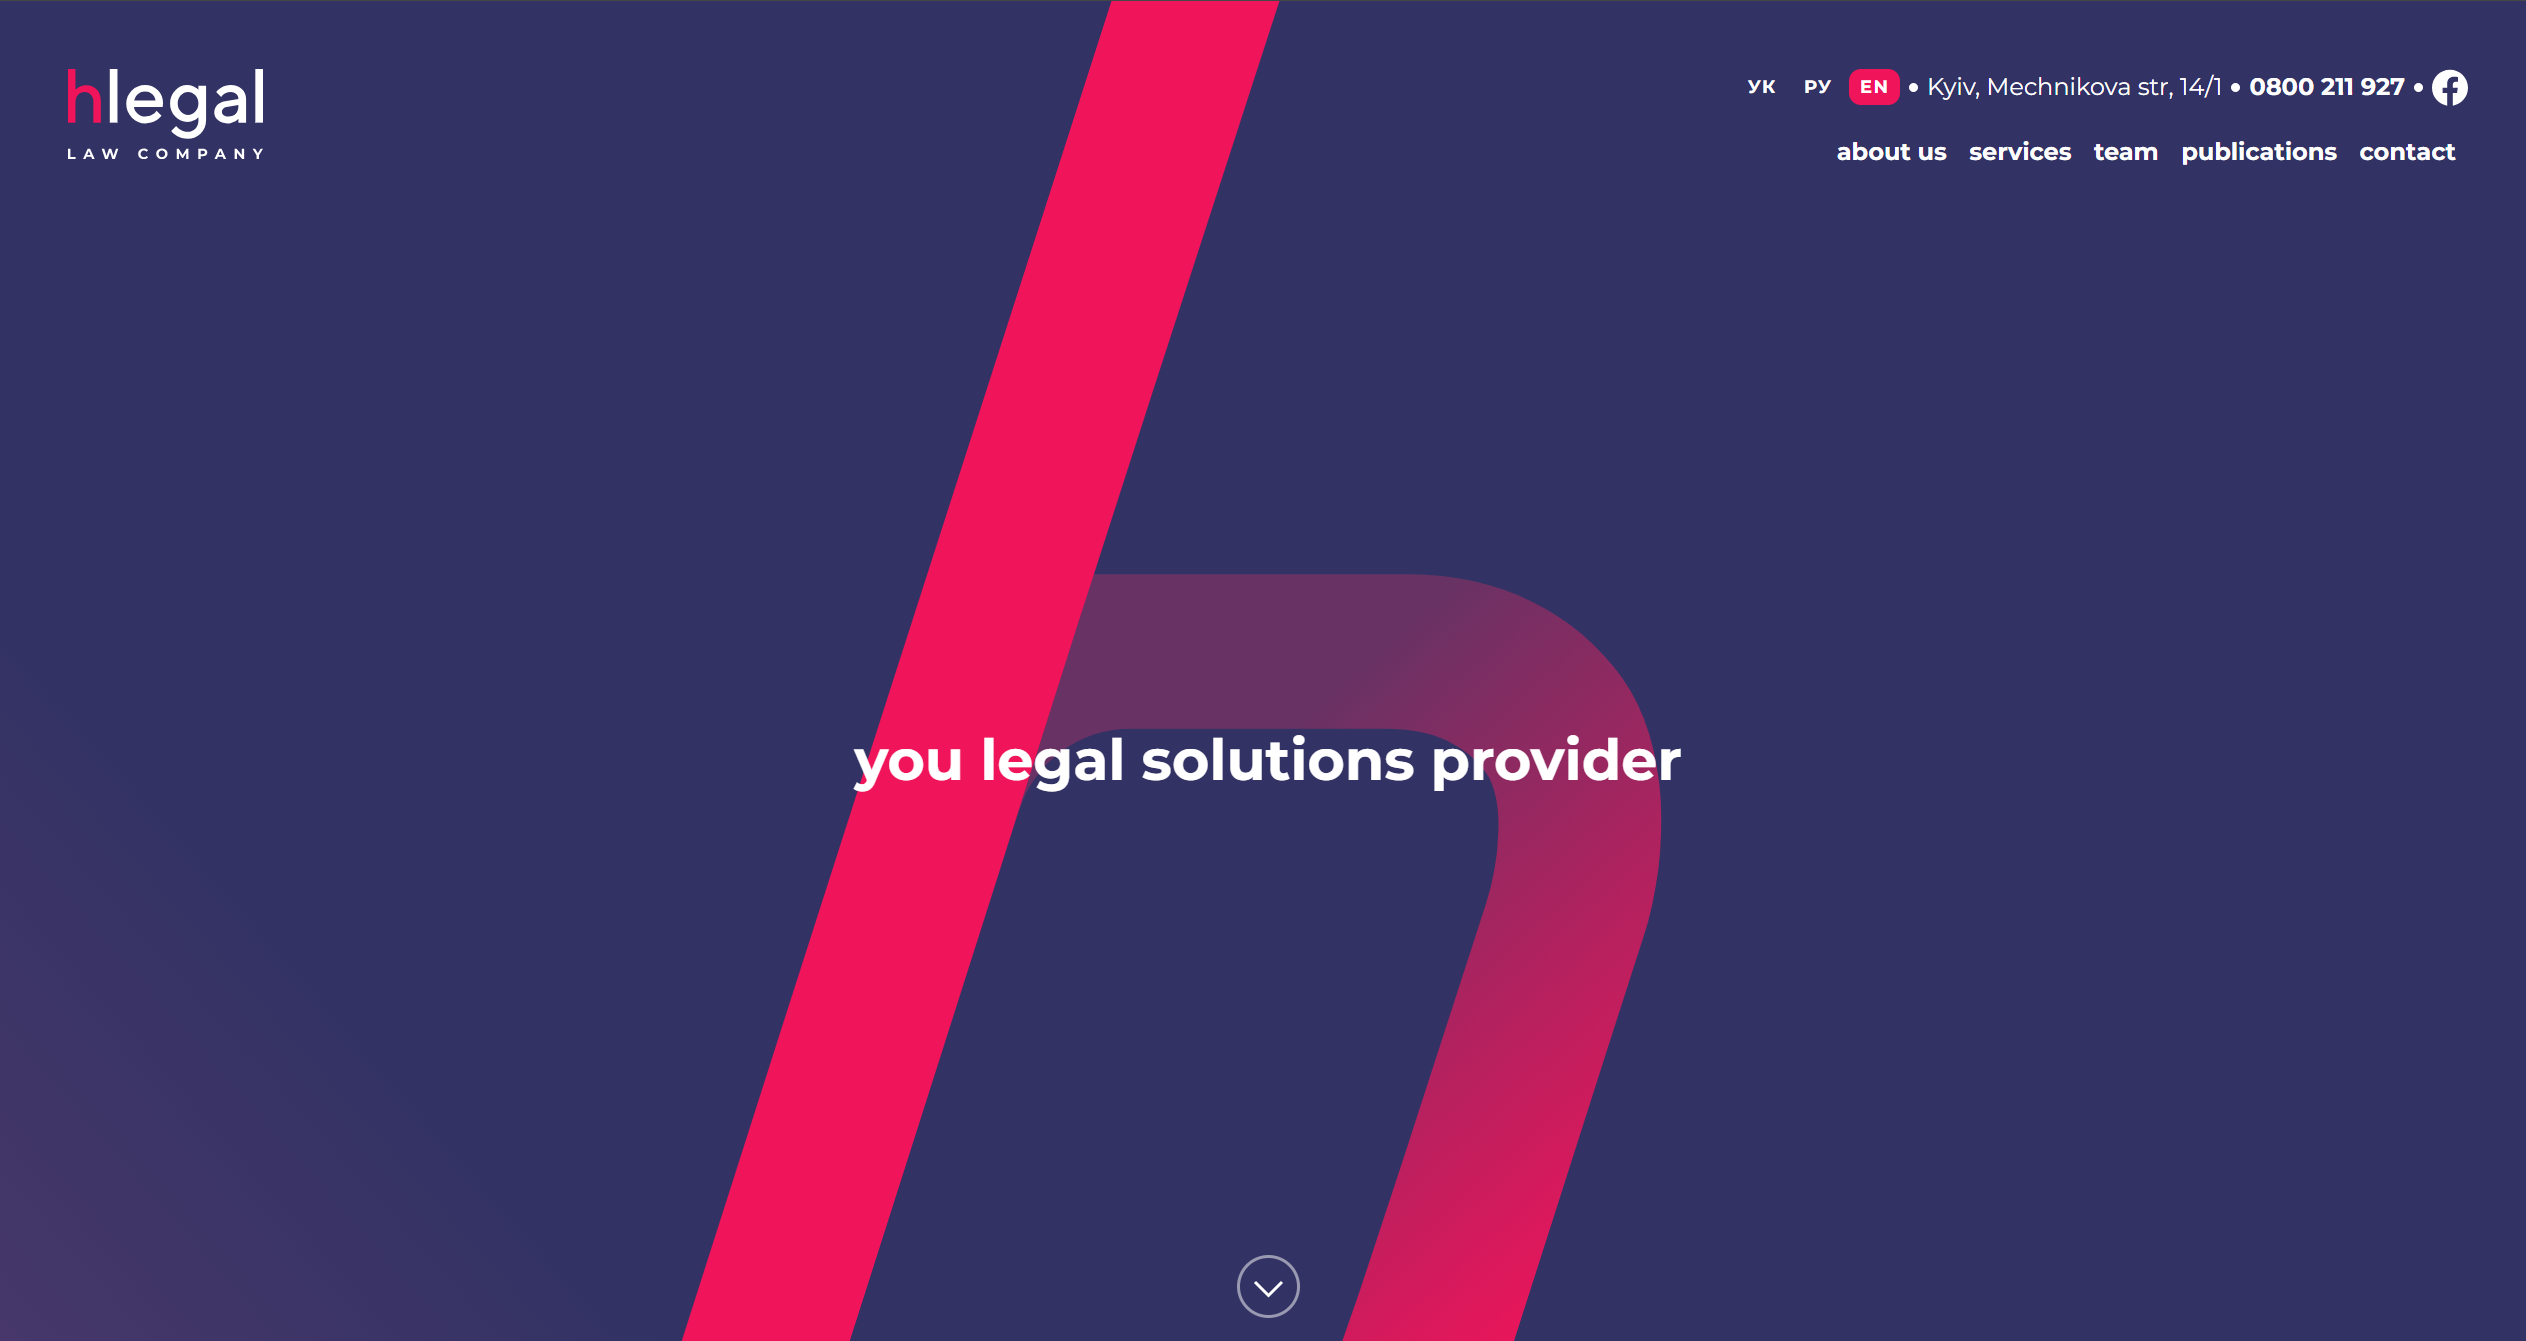 hlegal
LAW COMPANY
УК РУ EN • Kyiv, Mechnikova str, 14/1 • 0800 211 927 •
about us services team publications contact
you legal solutions provider